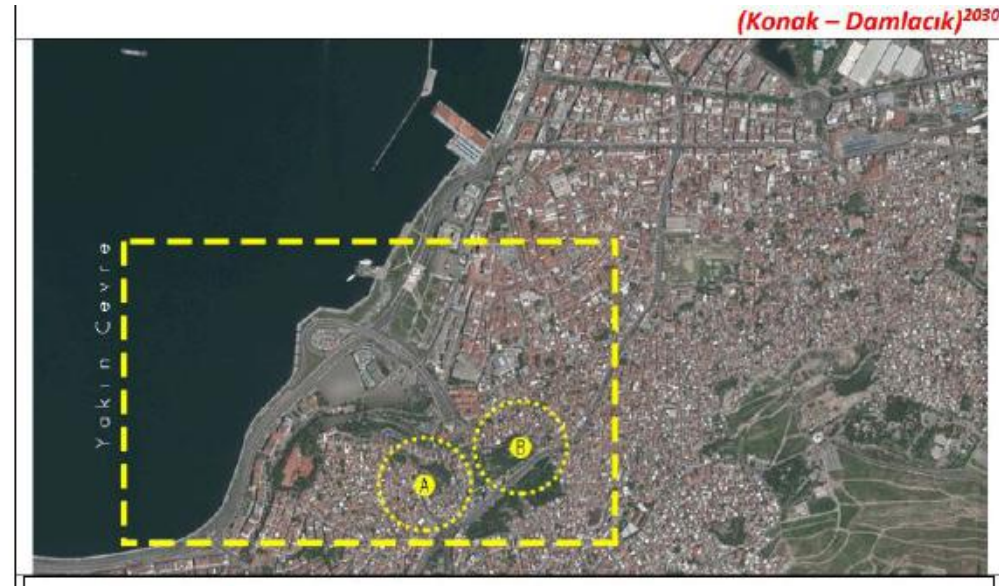 (Konak – Damlacık)²⁰³⁰
Yakın Çevre
A
B